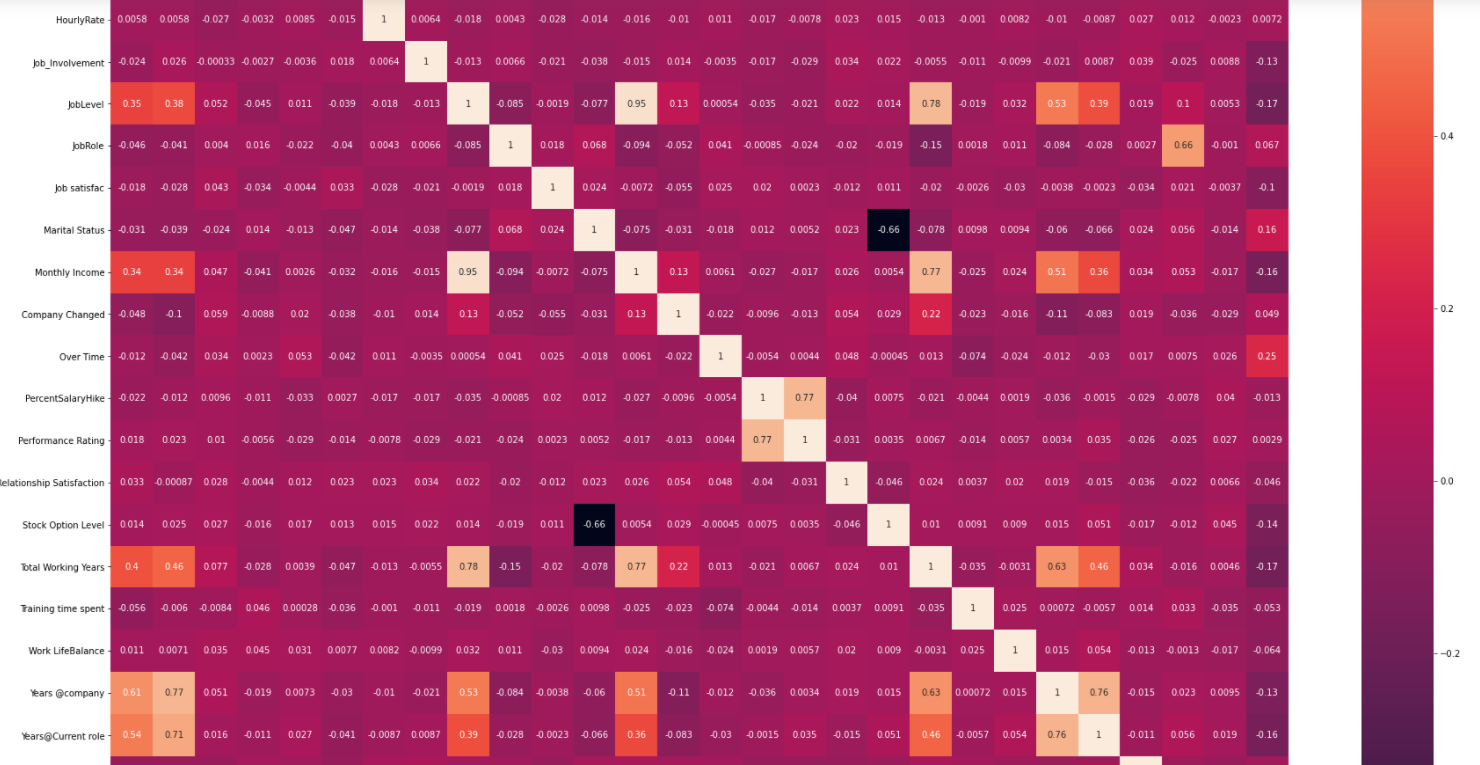 HourlyRate 0.0058 0.0058 -0.027 -0.0032 0.0085 -0.015 1 0.0064 -0.018 0.0043 -0.028 -0.014 -0.016 -0.01 0.011 -0.017 -0.0078 0.023 0.015 -0.013 -0.001 0.0082 -0.01 -0.0087 0.027 0.012 -0.0023 0.0072
Job_Involvement -0.024 0.026 -0.00033 -0.0027 -0.0036 0.018 0.0064 1 -0.013 0.0066 -0.021 -0.038 -0.015 0.014 -0.0035 -0.017 -0.029 0.034 0.022 -0.0055 -0.011 -0.0099 -0.021 0.0087 0.039 -0.025 0.0088 -0.13
JobLevel 0.35 0.38 0.052 -0.045 0.011 -0.039 -0.018 -0.013 1 -0.085 -0.0019 -0.077 0.95 0.13 0.00054 -0.035 -0.021 0.022 0.014 0.78 -0.019 0.032 0.53 0.39 0.019 0.1 0.0053 -0.17
0.4
JobRole -0.046 -0.041 0.004 0.016 -0.022 -0.04 0.0043 0.0066 -0.085 1 0.018 0.068 -0.094 -0.052 0.041 -0.00085 -0.024 -0.02 -0.019 -0.15 0.0018 0.011 -0.084 -0.028 0.0027 0.66 -0.001 0.067
Job satisfac -0.018 -0.028 0.043 -0.034 -0.0044 0.033 -0.028 -0.021 -0.0019 0.018 1 0.024 -0.0072 -0.055 0.025 0.02 0.0023 -0.012 0.011 -0.02 -0.0026 -0.03 -0.0038 -0.0023 -0.034 0.021 -0.0037 -0.1
Marital Status -0.031 -0.039 -0.024 0.014 -0.013 -0.047 -0.014 -0.038 -0.077 0.068 0.024 1 -0.075 -0.031 -0.018 0.012 0.0052 0.023 -0.66 -0.078 0.0098 0.0094 -0.06 -0.066 0.024 0.056 -0.014 0.16
Monthly Income 0.34 0.34 0.047 -0.041 0.0026 -0.032 -0.016 -0.015 0.95 -0.094 -0.0072 -0.075 1 0.13 0.0061 -0.027 -0.017 0.026 0.0054 0.77 -0.025 0.024 0.51 0.36 0.034 0.053 -0.017 -0.16
0.2
Company Changed -0.048 -0.1 0.059 -0.0088 0.02 -0.038 -0.01 0.014 0.13 -0.052 -0.055 -0.031 0.13 1 -0.022 -0.0096 -0.013 0.054 0.029 0.22 -0.023 -0.016 -0.11 -0.083 0.019 -0.036 -0.029 0.049
Over Time -0.012 -0.042 0.034 0.0023 0.053 -0.042 0.011 -0.0035 0.00054 0.041 0.025 -0.018 0.0061 -0.022 1 -0.0054 0.0044 0.048 -0.00045 0.013 -0.074 -0.024 -0.012 -0.03 0.017 0.0075 0.026 0.25
PercentSalaryHike -0.022 -0.012 0.0096 -0.011 -0.033 0.0027 -0.017 -0.017 -0.035 -0.00085 0.02 0.012 -0.027 -0.0096 -0.0054 1 0.77 -0.04 0.0075 -0.021 -0.0044 0.0019 -0.036 -0.0015 -0.029 -0.0078 0.04 -0.013
Performance Rating 0.018 0.023 0.01 -0.0056 -0.029 -0.014 -0.0078 -0.029 -0.021 -0.024 0.0023 0.0052 -0.017 -0.013 0.0044 0.77 1 -0.031 0.0035 0.0067 -0.014 0.0057 0.0034 0.035 -0.026 -0.025 0.027 0.0029
elationship Satisfaction 0.033 -0.00087 0.028 -0.0044 0.012 0.023 0.023 0.034 0.022 -0.02 -0.012 0.023 0.026 0.054 0.048 -0.04 -0.031 1 -0.046 0.024 0.0037 0.02 0.019 -0.015 -0.036 -0.022 0.0066 -0.046
0.0
Stock Option Level 0.014 0.025 0.027 -0.016 0.017 0.013 0.015 0.022 0.014 -0.019 0.011 -0.66 0.0054 0.029 -0.00045 0.0075 0.0035 -0.046 1 0.01 0.0091 0.009 0.015 0.051 -0.017 -0.012 0.045 -0.14
Total Working Years 0.4 0.46 0.077 -0.028 0.0039 -0.047 -0.013 -0.0055 0.78 -0.15 -0.02 -0.078 0.77 0.22 0.013 -0.021 0.0067 0.024 0.01 1 -0.035 -0.0031 0.63 0.46 0.034 -0.016 0.0046 -0.17
Training time spent -0.056 -0.006 -0.0084 0.046 0.00028 -0.036 -0.001 -0.011 -0.019 0.0018 -0.0026 0.0098 -0.025 -0.023 -0.074 -0.0044 -0.014 0.0037 0.0091 -0.035 1 0.025 0.00072 -0.0057 0.014 0.033 -0.035 -0.053
Work LifeBalance 0.011 0.0071 0.035 0.045 0.031 0.0077 0.0082 -0.0099 0.032 0.011 -0.03 0.0094 0.024 -0.016 -0.024 0.0019 0.0057 0.02 0.009 -0.0031 0.025 1 0.015 0.054 -0.013 -0.0013 -0.017 -0.064
−0.2
Years @company 0.61 0.77 0.051 -0.019 0.0073 -0.03 -0.01 -0.021 0.53 -0.084 -0.0038 -0.06 0.51 -0.11 -0.012 -0.036 0.0034 0.019 0.015 0.63 0.00072 0.015 1 0.76 -0.015 0.023 0.0095 -0.13
Years@Current role 0.54 0.71 0.016 -0.011 0.027 -0.041 -0.0087 0.0087 0.39 -0.028 -0.0023 -0.066 0.36 -0.083 -0.03 -0.0015 0.035 -0.015 0.051 0.46 -0.0057 0.054 0.76 1 -0.011 0.056 0.019 -0.16